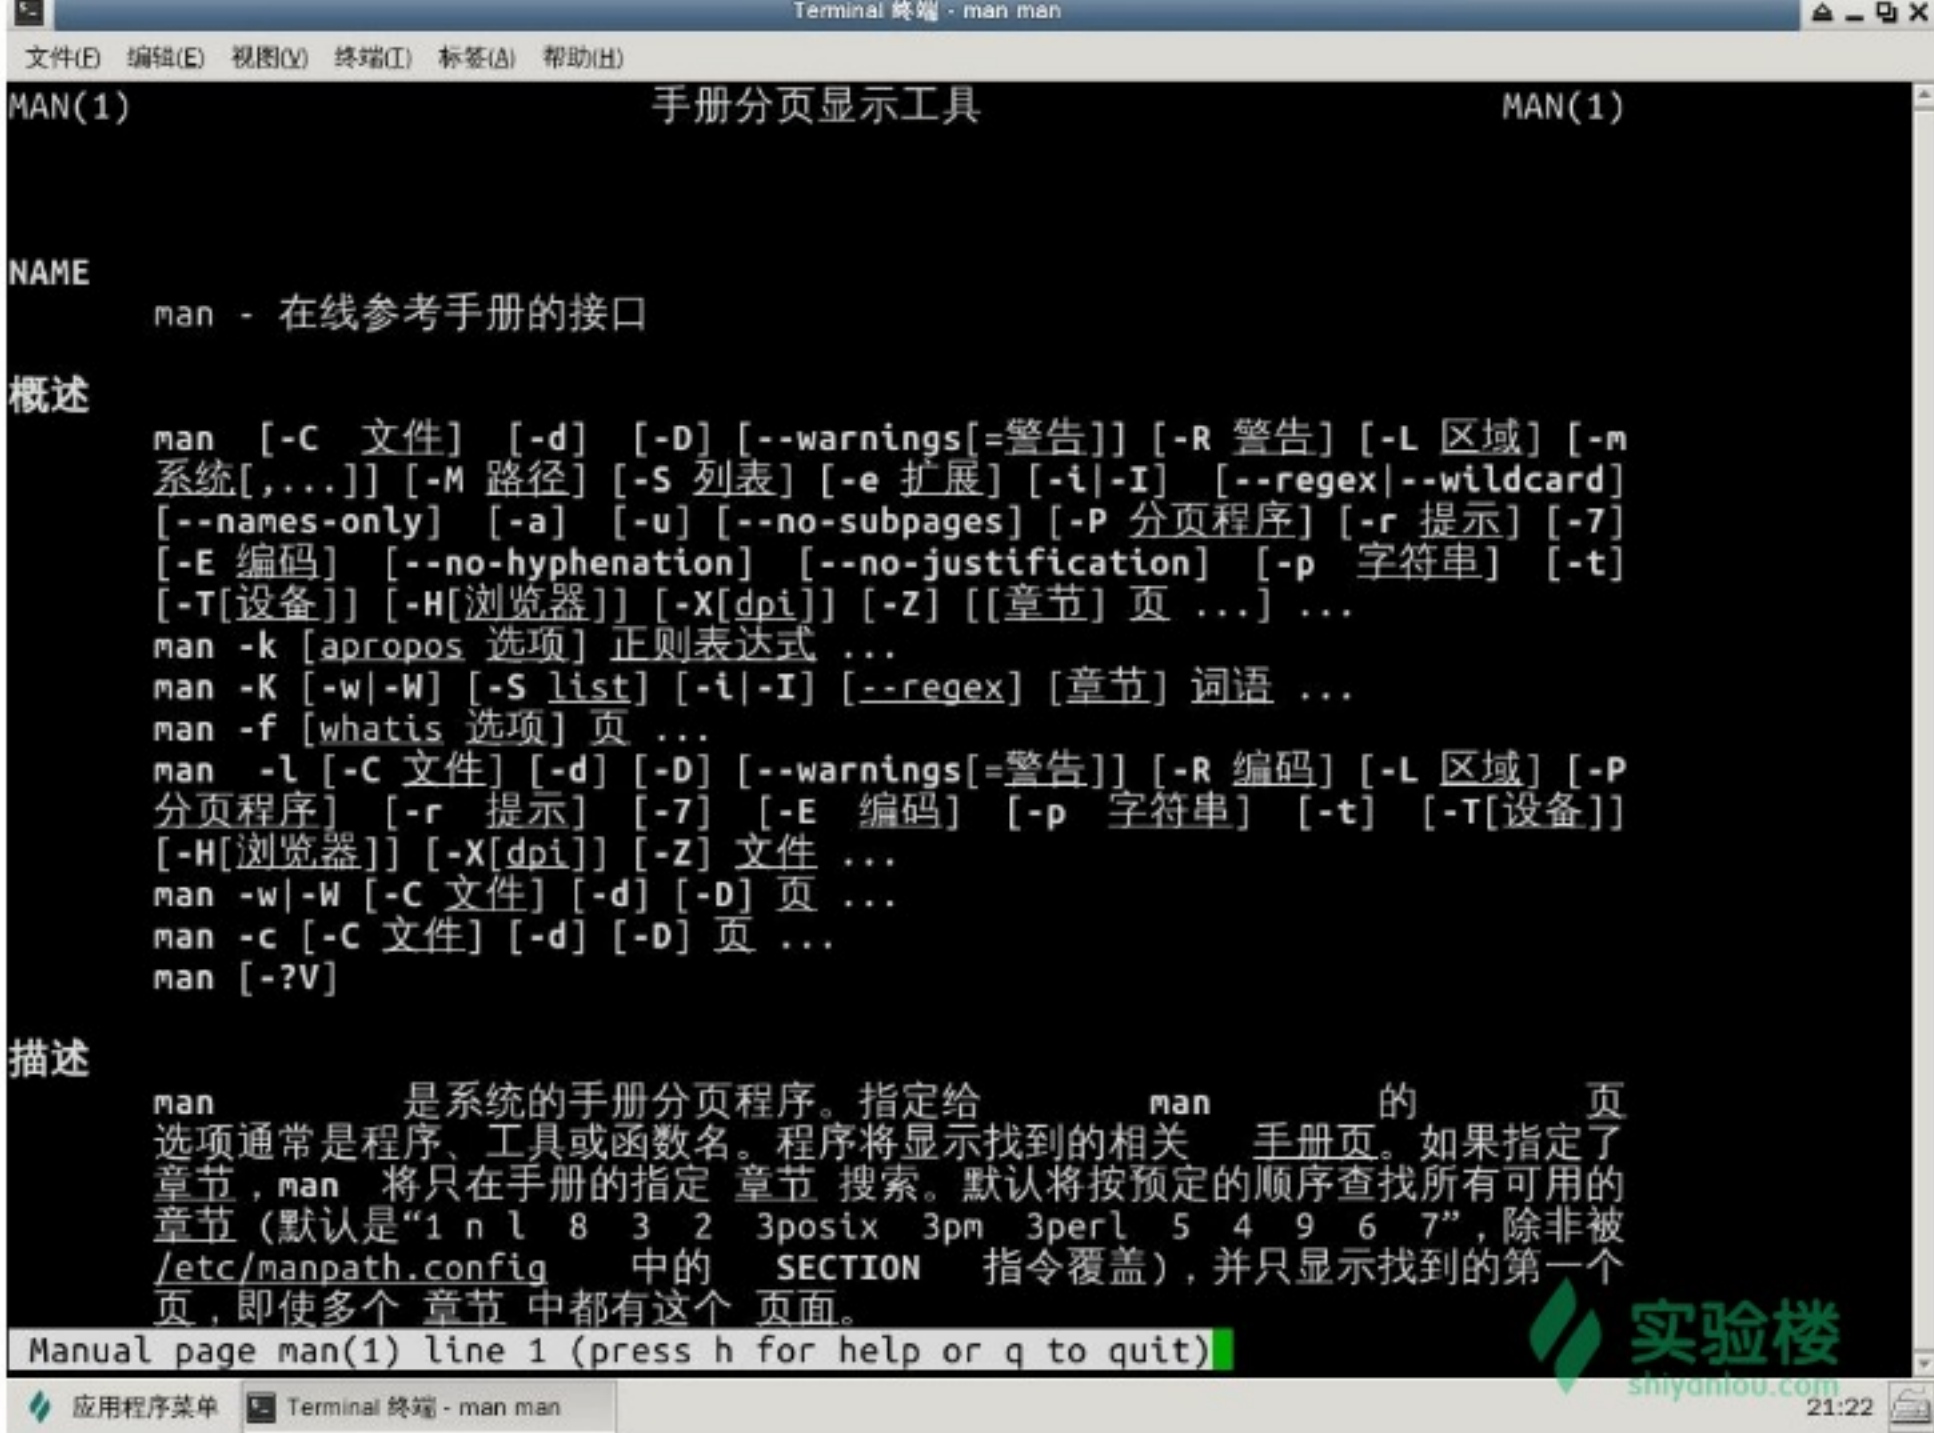 Terminal 终端 - man man
文件(F) 编辑(E) 视图(V) 终端(T) 标签(A) 帮助(H)
MAN(1) 手册分页显示工具 MAN(1)
NAME
man - 在线参考手册的接口
概述
man [-C 文件] [-d] [-D] [--warnings[=警告]] [-R 警告] [-L 区域] [-m
系统[,...]] [-M 路径] [-S 列表] [-e 扩展] [-i|-I] [--regex|--wildcard]
[--names-only] [-a] [-u] [--no-subpages] [-P 分页程序] [-r 提示] [-7]
[-E 编码] [--no-hyphenation] [--no-justification] [-p 字符串] [-t]
[-T[设备]] [-H[浏览器]] [-X[dpi]] [-Z] [[章节] 页 ...] ...
man -k [apropos 选项] 正则表达式 ...
man -K [-w|-W] [-S list] [-i|-I] [--regex] [章节] 词语 ...
man -f [whatis 选项] 页 ...
man -l [-C 文件] [-d] [-D] [--warnings[=警告]] [-R 编码] [-L 区域] [-P
分页程序] [-r 提示] [-7] [-E 编码] [-p 字符串] [-t] [-T[设备]]
[-H[浏览器]] [-X[dpi]] [-Z] 文件 ...
man -w|-W [-C 文件] [-d] [-D] 页 ...
man -c [-C 文件] [-d] [-D] 页 ...
man [-?V]
描述
man 是系统的手册分页程序。指定给 man 的 页
选项通常是程序、工具或函数名。程序将显示找到的相关 手册页。如果指定了
章节，man 将只在手册的指定 章节 搜索。默认将按预定的顺序查找所有可用的
章节 (默认是“1 n l 8 3 2 3posix 3pm 3perl 5 4 9 6 7”，除非被
/etc/manpath.config 中的 SECTION 指令覆盖)，并只显示找到的第一个
页，即使多个 章节 中都有这个 页面。
Manual page man(1) line 1 (press h for help or q to quit)
实验楼
shiyanlou.com
应用程序菜单 Terminal 终端 - man man 21:22